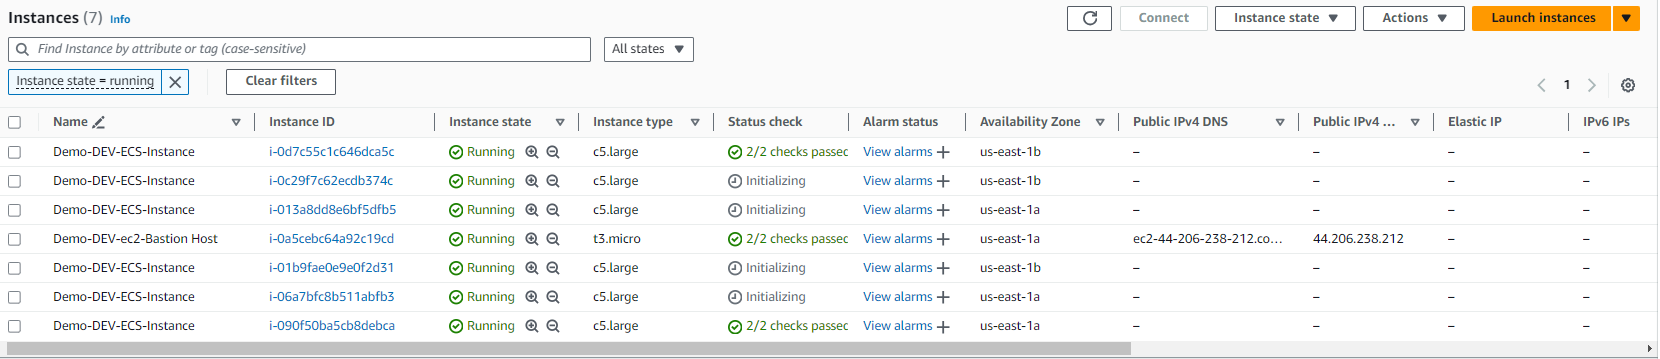 Instances (7) Info Connect Instance state Actions Launch instances
Find Instance by attribute or tag (case-sensitive) All states
Instance state = running Clear filters 1
Name Instance ID Instance state Instance type Status check Alarm status Availability Zone Public IPv4 DNS Public IPv4 ... Elastic IP IPv6 IPs
Demo-DEV-ECS-Instance i-0d7c55c1c646dca5c Running c5.large 2/2 checks passec View alarms + us-east-1b – – – –
Demo-DEV-ECS-Instance i-0c29f7c62ecdb374c Running c5.large Initializing View alarms + us-east-1b – – – –
Demo-DEV-ECS-Instance i-013a8dd8e6bf5dfb5 Running c5.large Initializing View alarms + us-east-1a – – – –
Demo-DEV-ec2-Bastion Host i-0a5cebc64a92c19cd Running t3.micro 2/2 checks passec View alarms + us-east-1a ec2-44-206-238-212.co... 44.206.238.212 – –
Demo-DEV-ECS-Instance i-01b9fae0e9e0f2d31 Running c5.large Initializing View alarms + us-east-1b – – – –
Demo-DEV-ECS-Instance i-06a7bfc8b511abfb3 Running c5.large Initializing View alarms + us-east-1a – – – –
Demo-DEV-ECS-Instance i-090f50ba5cb8debca Running c5.large 2/2 checks passec View alarms + us-east-1a – – – –